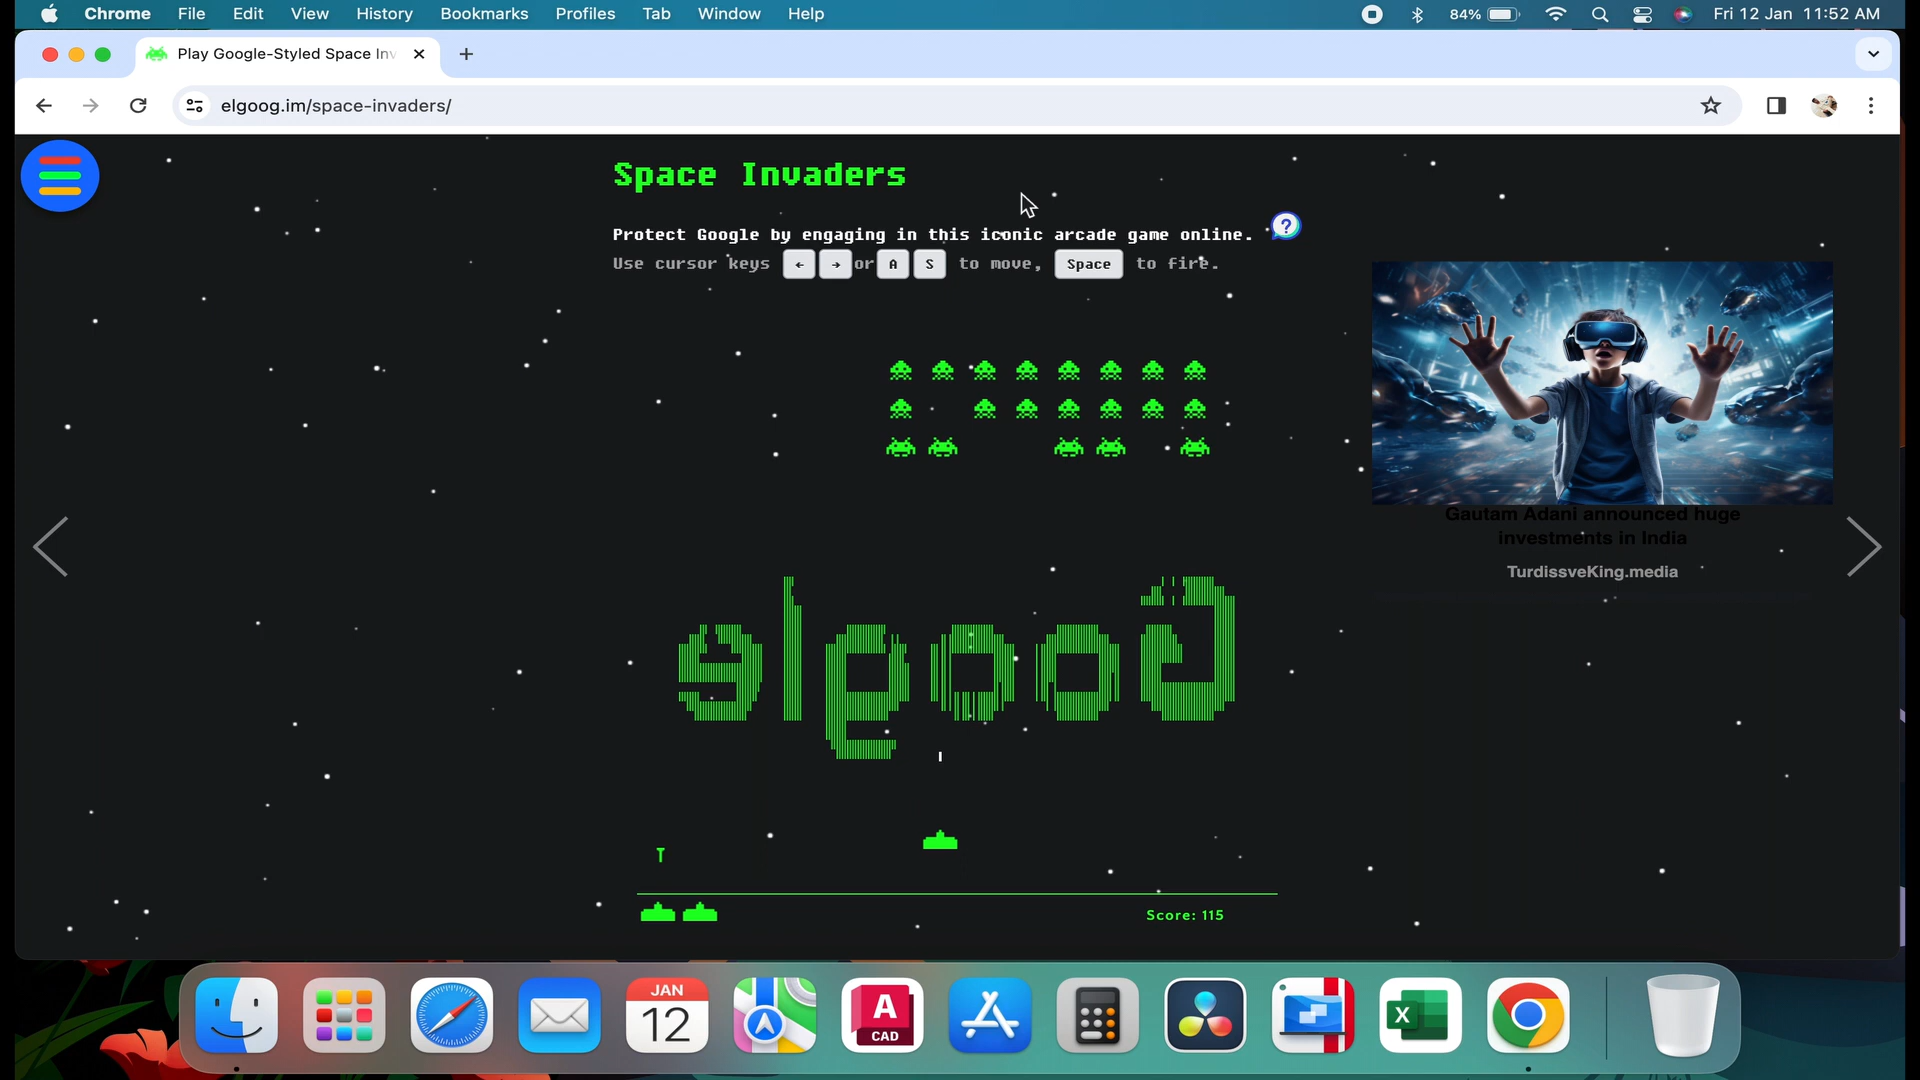 Chrome File Edit View History Bookmarks Profiles Tab Window Help 84% Fri 12 Jan 11:52 AM
Play Google-Styled Space Inv
elgoog.im/space-invaders/
Space Invaders
Protect Google by engaging in this iconic arcade game online. ?
Use cursor keys ← → or A S to move, Space to fire.
Gautam Adani announced huge
investments in India
TurdissveKing.media
elgooG
Score: 115
JAN
12
A
CAD
X